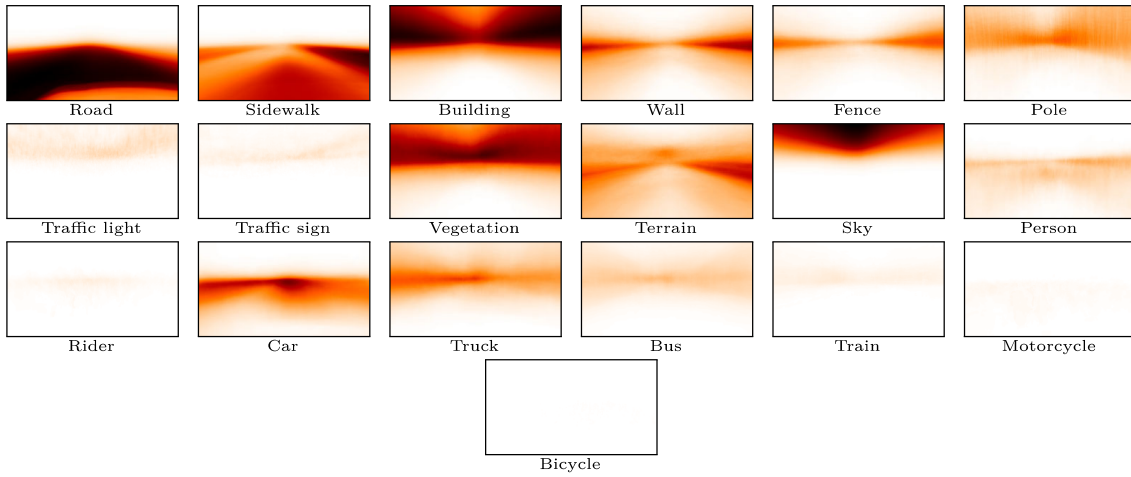 Road Sidewalk Building Wall Fence Pole
Traffic light Traffic sign Vegetation Terrain Sky Person
Rider Car Truck Bus Train Motorcycle
Bicycle